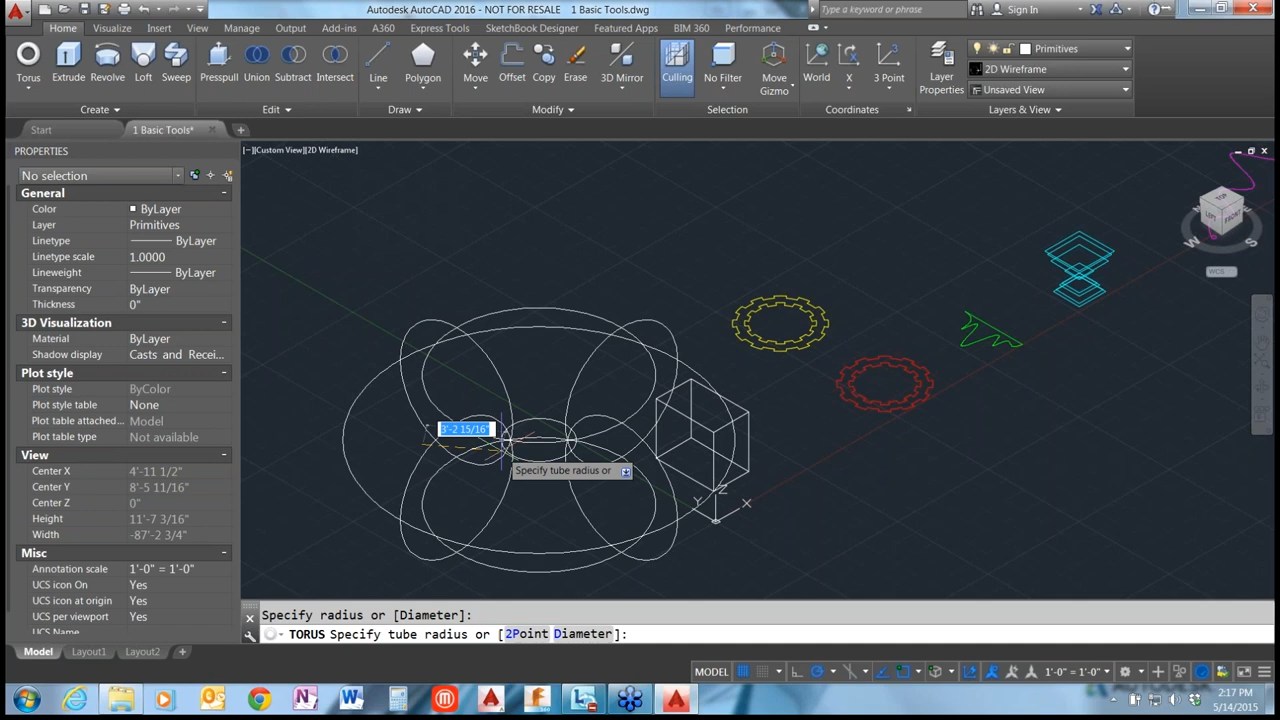 Autodesk AutoCAD 2016 - NOT FOR RESALE 1 Basic Tools.dwg
Type a keyword or phrase
Sign In
Home Visualize Insert View Manage Output Add-ins A360 Express Tools SketchBook Designer Featured Apps BIM 360 Performance
Torus Extrude Revolve Loft Sweep Presspull Union Subtract Intersect Line Polygon Move Offset Copy Erase 3D Mirror Culling No Filter Move Gizmo World X 3 Point Layer Properties
Primitives
2D Wireframe
Unsaved View
Create Edit Draw Modify Selection Coordinates Layers & View
Start 1 Basic Tools*
PROPERTIES
[−][Custom View][2D Wireframe]
No selection
General
Color ByLayer
Layer Primitives
Linetype ByLayer
Linetype scale 1.0000
Lineweight ByLayer
Transparency ByLayer
Thickness 0"
3D Visualization
Material ByLayer
Shadow display Casts and Recei...
Plot style
Plot style ByColor
Plot style table None
Plot table attached... Model
Plot table type Not available
View
Center X 4'-11 1/2"
Center Y 8'-5 11/16"
Center Z 0"
Height 11'-7 3/16"
Width -87'-2 3/4"
Misc
Annotation scale 1'-0" = 1'-0"
UCS icon On Yes
UCS icon at origin Yes
UCS per viewport Yes
UCS Name
TOP
LEFT FRONT
W S
WCS
3'-2 15/16"
Specify tube radius or
Y Z X
Specify radius or [Diameter]:
TORUS Specify tube radius or [2Point Diameter]:
Model Layout1 Layout2
MODEL
1'-0" = 1'-0"
2:17 PM
5/14/2015